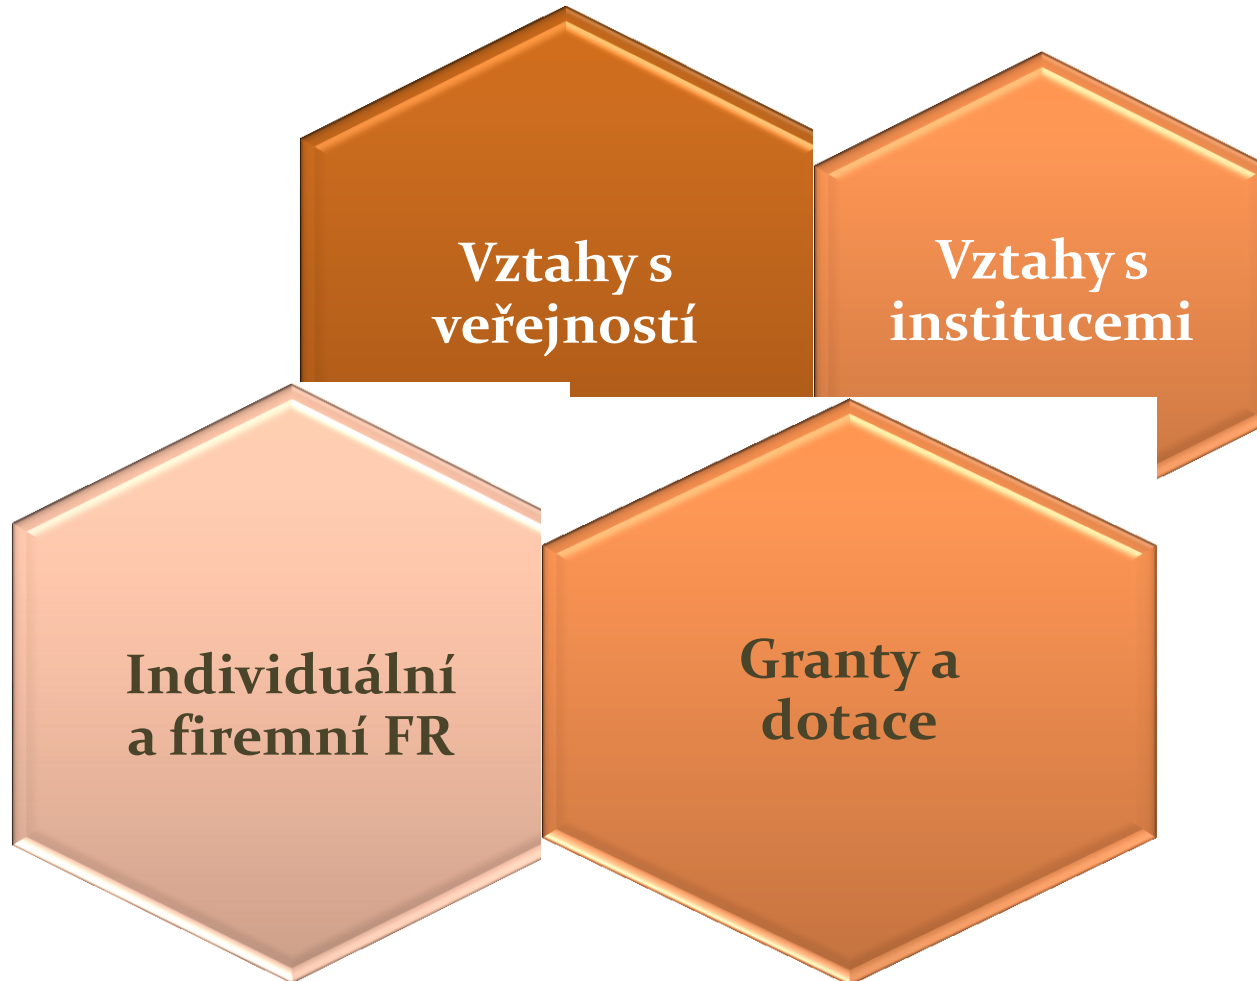 Vztahy s
veřejností
Vztahy s
institucemi
Individuální
a firemní FR
Granty a
dotace